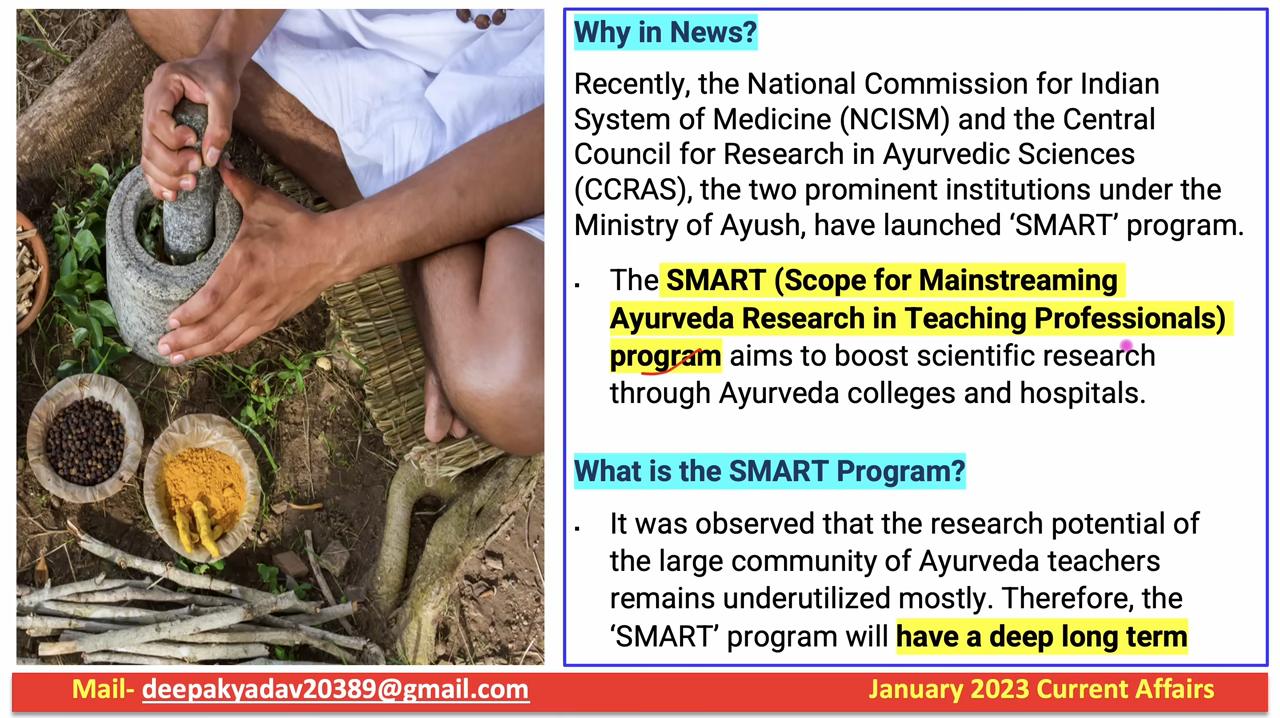 Why in News?
Recently, the National Commission for Indian
System of Medicine (NCISM) and the Central
Council for Research in Ayurvedic Sciences
(CCRAS), the two prominent institutions under the
Ministry of Ayush, have launched ‘SMART’ program.
▪ The SMART (Scope for Mainstreaming
Ayurveda Research in Teaching Professionals)
program aims to boost scientific research
through Ayurveda colleges and hospitals.
What is the SMART Program?
▪ It was observed that the research potential of
the large community of Ayurveda teachers
remains underutilized mostly. Therefore, the
‘SMART’ program will have a deep long term
Mail- deepakyadav20389@gmail.com
January 2023 Current Affairs